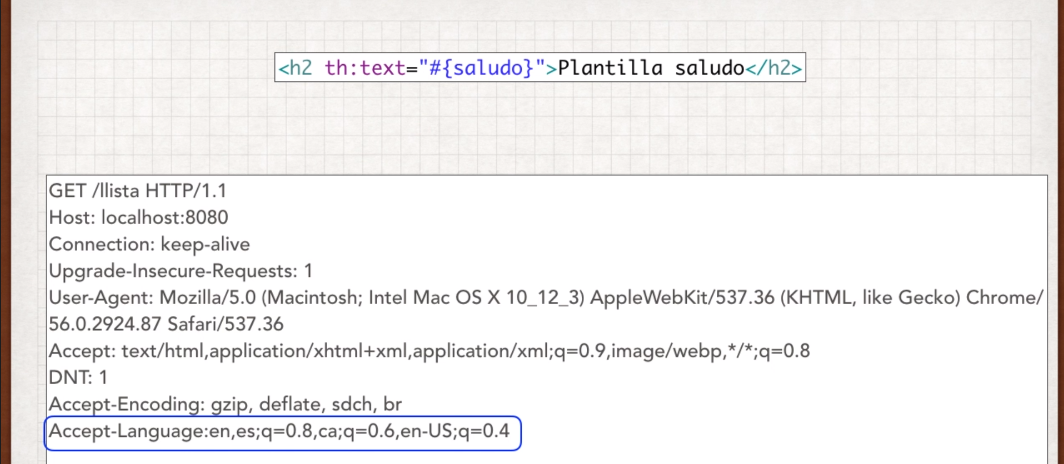 <h2 th:text="#{saludo}">Plantilla saludo</h2>
GET /llista HTTP/1.1
Host: localhost:8080
Connection: keep-alive
Upgrade-Insecure-Requests: 1
User-Agent: Mozilla/5.0 (Macintosh; Intel Mac OS X 10_12_3) AppleWebKit/537.36 (KHTML, like Gecko) Chrome/
56.0.2924.87 Safari/537.36
Accept: text/html,application/xhtml+xml,application/xml;q=0.9,image/webp,*/*;q=0.8
DNT: 1
Accept-Encoding: gzip, deflate, sdch, br
Accept-Language:en,es;q=0.8,ca;q=0.6,en-US;q=0.4